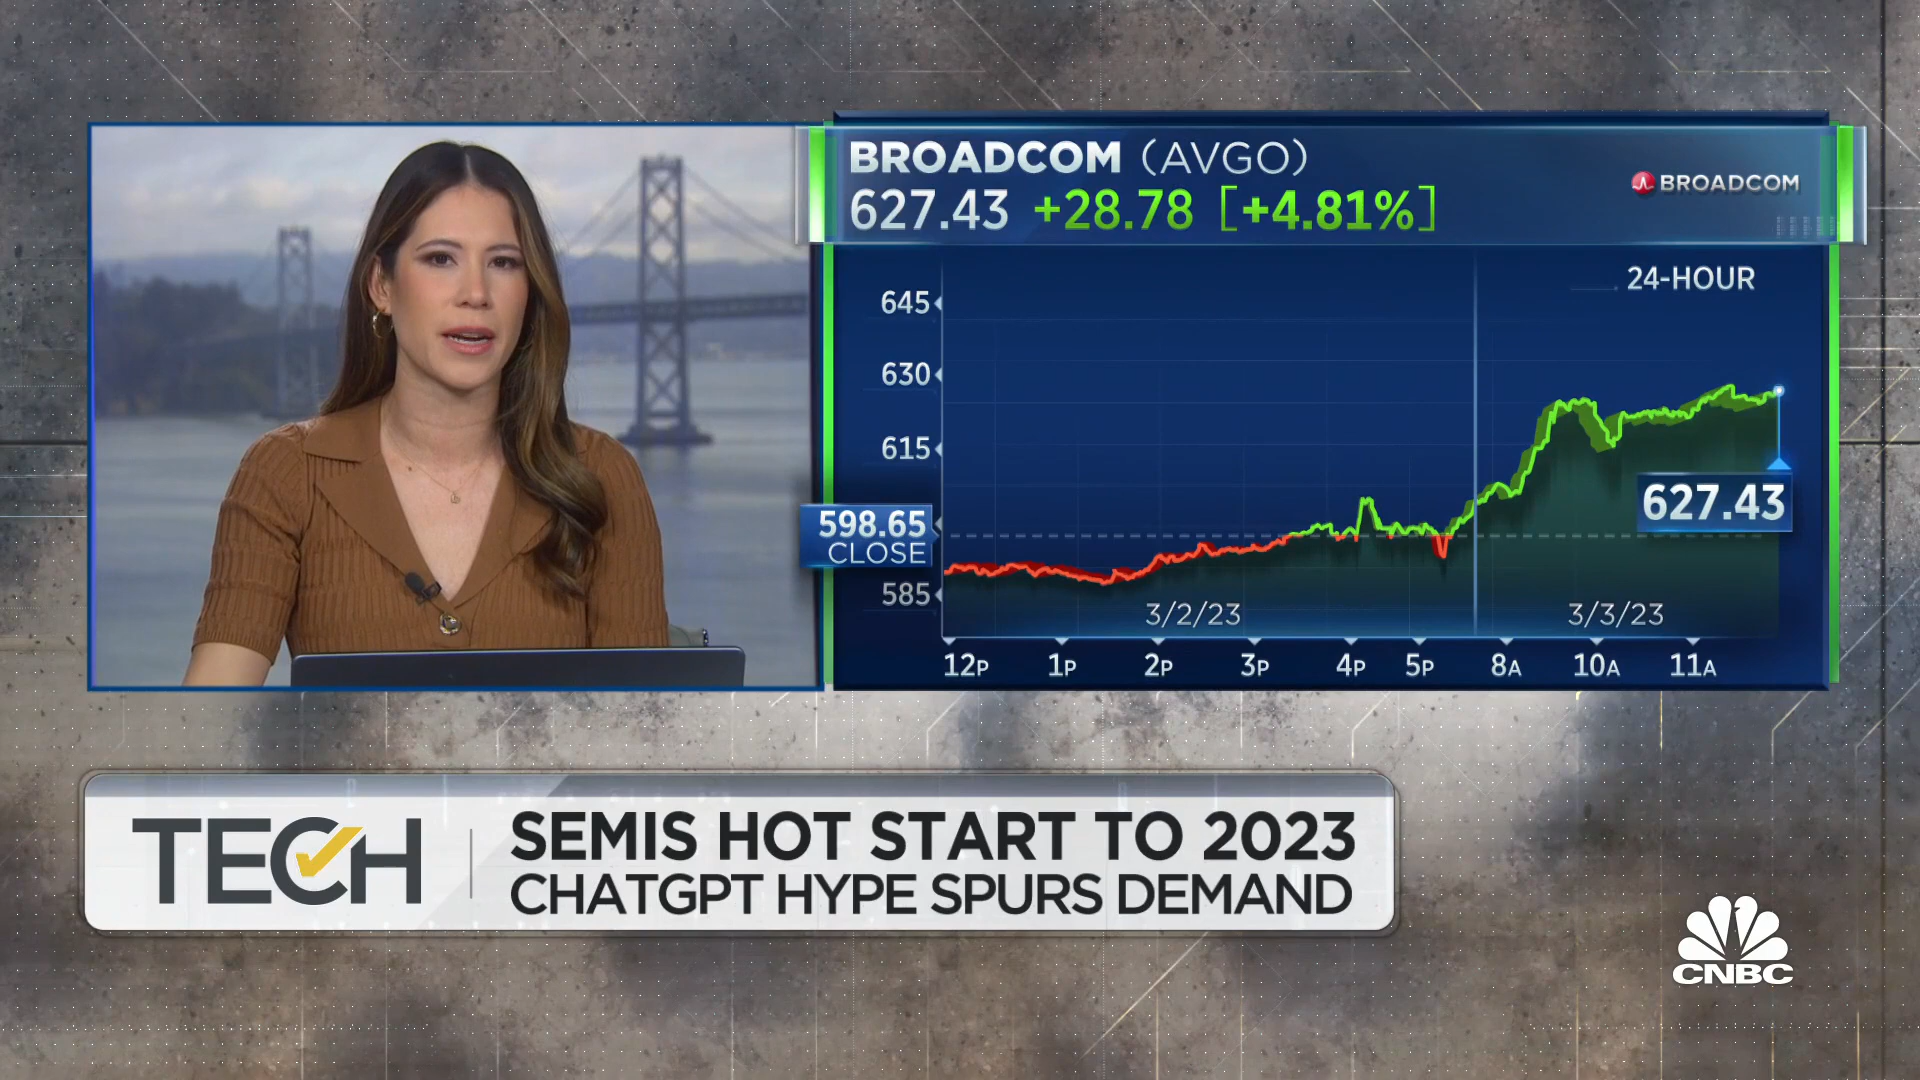 BROADCOM (AVGO)
627.43 +28.78 [+4.81%]
BROADCOM
24-HOUR
645
630
615
598.65
CLOSE
585
627.43
3/2/23
3/3/23
12P 1P 2P 3P 4P 5P 8A 10A 11A
TECH
SEMIS HOT START TO 2023
CHATGPT HYPE SPURS DEMAND
CNBC